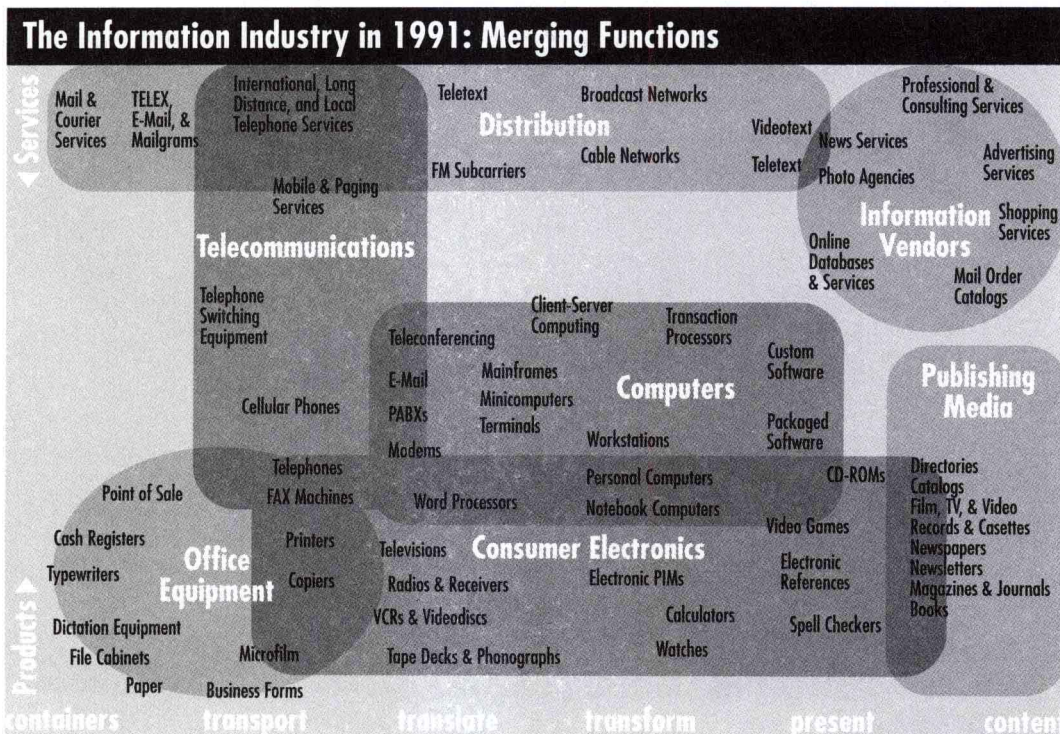 The Information Industry in 1991: Merging Functions
◄ Services
Mail &
Courier
Services
TELEX,
E-Mail, &
Mailgrams
International, Long
Distance, and Local
Telephone Services
Mobile & Paging
Services
Telecommunications
Telephone
Switching
Equipment
Cellular Phones
Telephones
FAX Machines
Teletext
Broadcast Networks
Distribution
FM Subcarriers
Cable Networks
Videotext
Teletext
Professional &
Consulting Services
News Services
Advertising
Services
Photo Agencies
Information
Vendors
Shopping
Services
Online
Databases
& Services
Mail Order
Catalogs
Client-Server
Computing
Transaction
Processors
Teleconferencing
E-Mail
PABXs
Modems
Mainframes
Minicomputers
Terminals
Computers
Custom
Software
Packaged
Software
Workstations
Personal Computers
Notebook Computers
Word Processors
CD-ROMs
Publishing
Media
Directories
Catalogs
Film, TV, & Video
Records & Casettes
Newspapers
Newsletters
Magazines & Journals
Books
Products ►
Point of Sale
Cash Registers
Typewriters
Office
Equipment
Printers
Copiers
Dictation Equipment
File Cabinets
Paper
Microfilm
Business Forms
Televisions
Consumer Electronics
Video Games
Radios & Receivers
Electronic PIMs
Electronic
References
VCRs & Videodiscs
Calculators
Spell Checkers
Tape Decks & Phonographs
Watches
containers transport translate transform present content